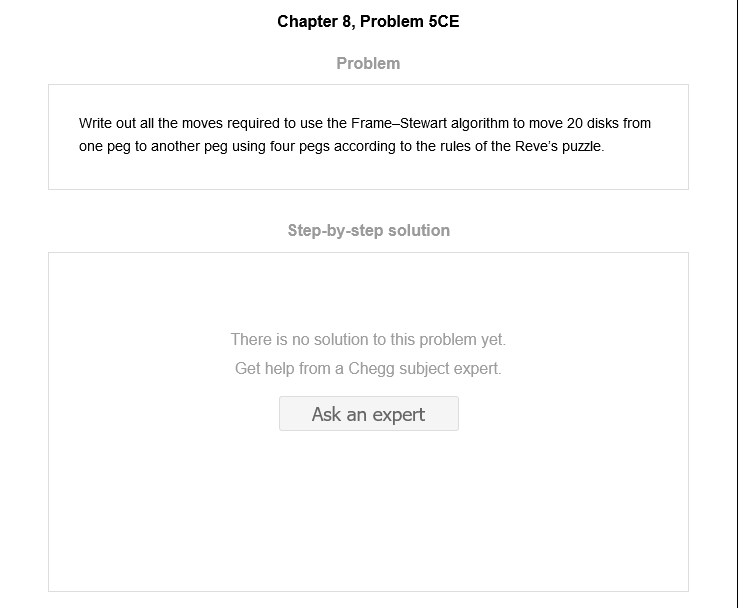 Chapter 8, Problem 5CE
Problem
Write out all the moves required to use the Frame–Stewart algorithm to move 20 disks from
one peg to another peg using four pegs according to the rules of the Reve’s puzzle.
Step-by-step solution
There is no solution to this problem yet.
Get help from a Chegg subject expert.
Ask an expert